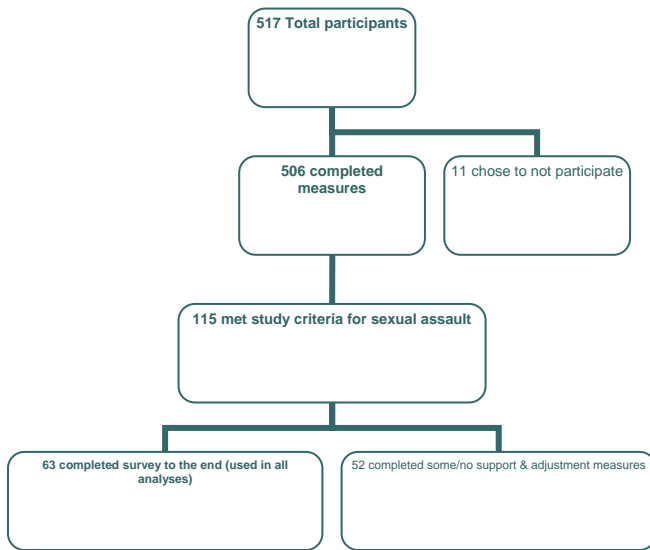 517 Total participants
506 completed
measures
11 chose to not participate
115 met study criteria for sexual assault
63 completed survey to the end (used in all
analyses)
52 completed some/no support & adjustment measures